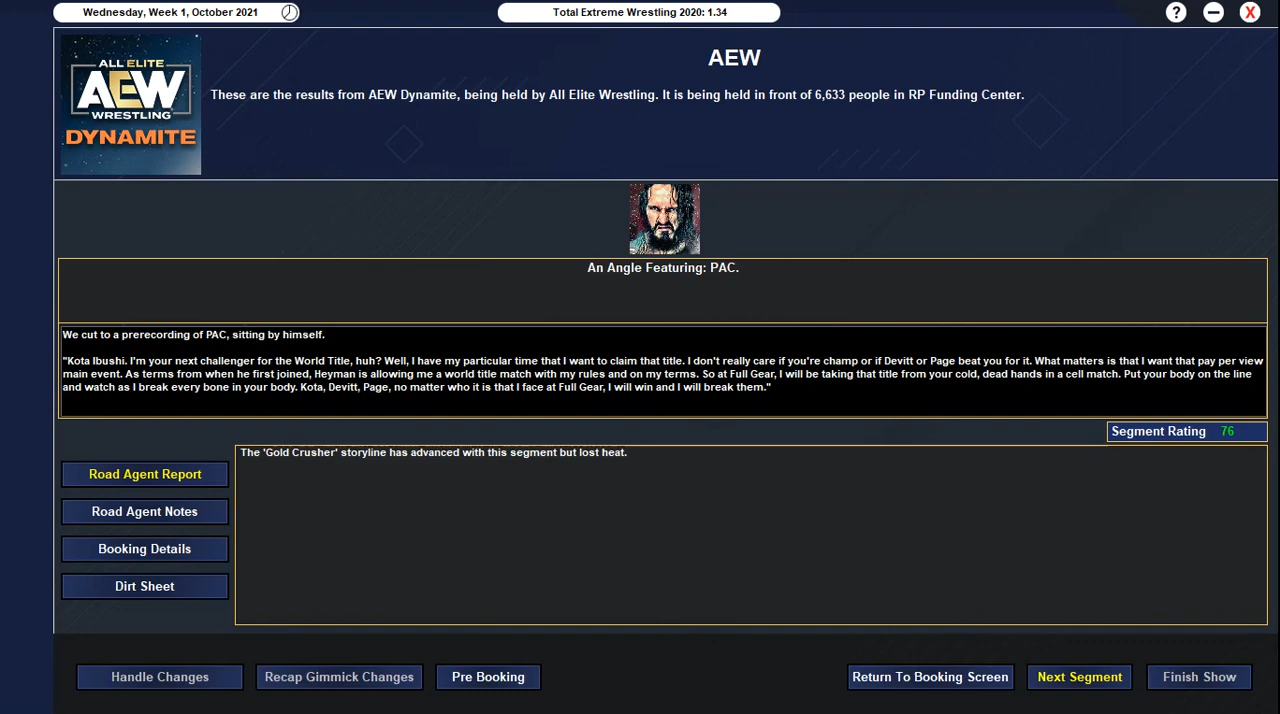 Wednesday, Week 1, October 2021
Total Extreme Wrestling 2020: 1.34
?
X
ALL ELITE
AEW
WRESTLING
DYNAMITE
AEW
These are the results from AEW Dynamite, being held by All Elite Wrestling. It is being held in front of 6,633 people in RP Funding Center.
An Angle Featuring: PAC.
We cut to a prerecording of PAC, sitting by himself.
"Kota Ibushi. I'm your next challenger for the World Title, huh? Well, I have my particular time that I want to claim that title. I don't really care if you're champ or if Devitt or Page beat you for it. What matters is that I want that pay per view
main event. As terms from when he first joined, Heyman is allowing me a world title match with my rules and on my terms. So at Full Gear, I will be taking that title from your cold, dead hands in a cell match. Put your body on the line
and watch as I break every bone in your body. Kota, Devitt, Page, no matter who it is that I face at Full Gear, I will win and I will break them."
Segment Rating 76
The 'Gold Crusher' storyline has advanced with this segment but lost heat.
Road Agent Report
Road Agent Notes
Booking Details
Dirt Sheet
Handle Changes
Recap Gimmick Changes
Pre Booking
Return To Booking Screen
Next Segment
Finish Show